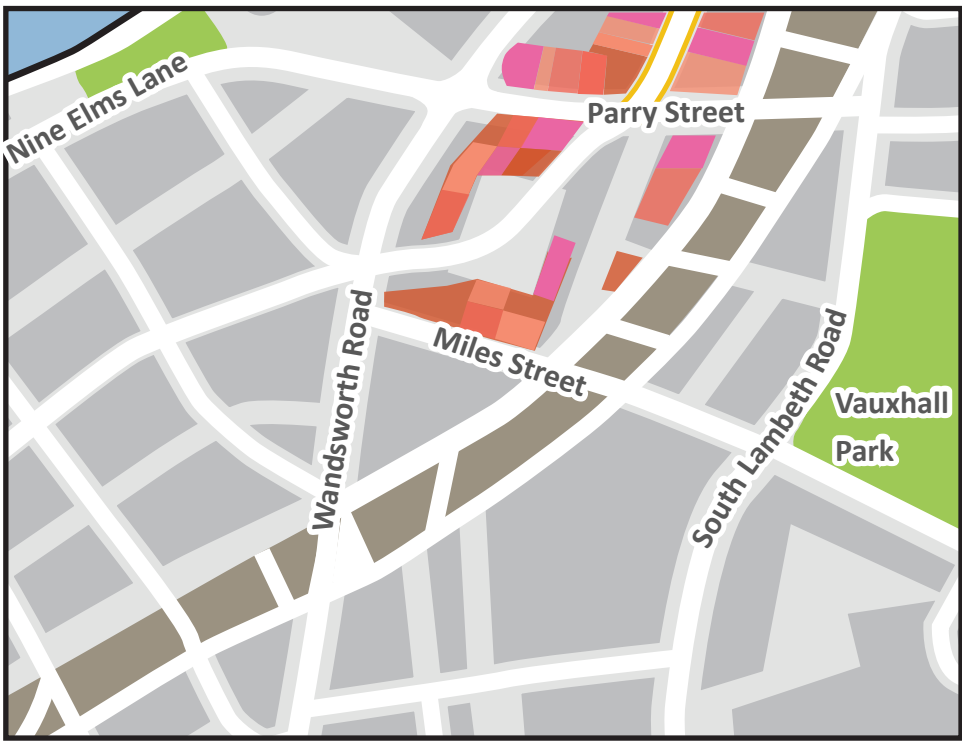 Nine Elms Lane
Parry Street
Wandsworth Road
Miles Street
South Lambeth Road
Vauxhall
Park